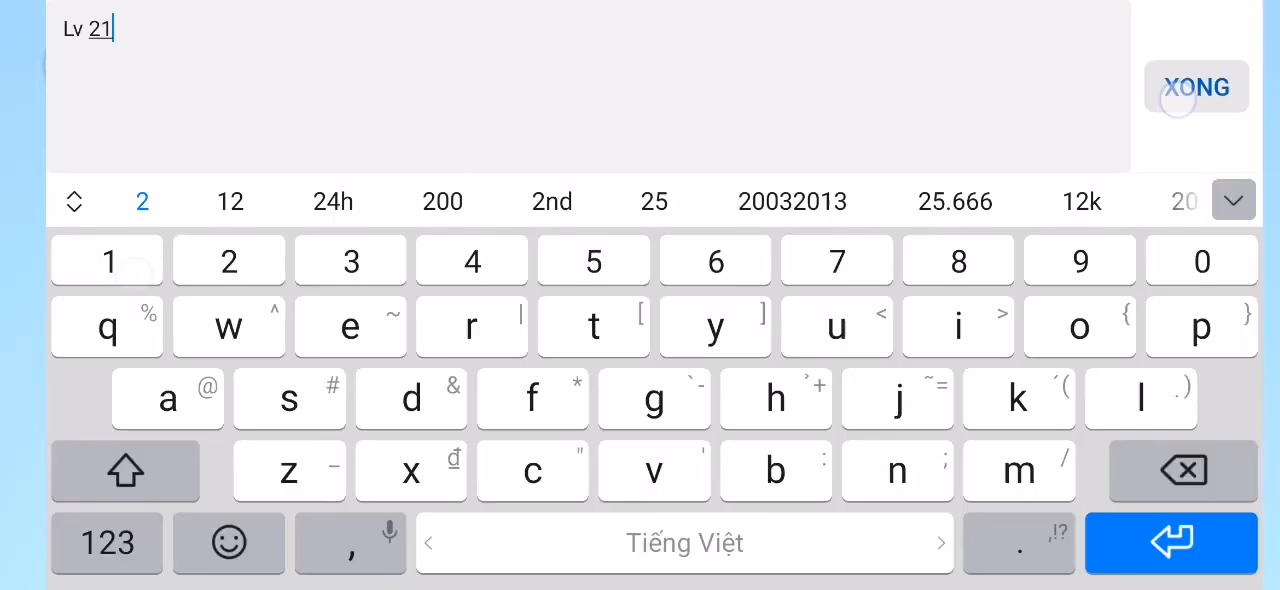 Lv 21
XONG
2 12 24h 200 2nd 25 20032013 25.666 12k 20
1 2 3 4 5 6 7 8 9 0
q % w ^ e ~ r | t [ y ] u < i > o { p }
a @ s # d & f * g ` - h ̉ + j ~ = k ´ ( l . )
z – x ₫ c " v ' b : n ; m /
123 , < Tiếng Việt > . ,!?